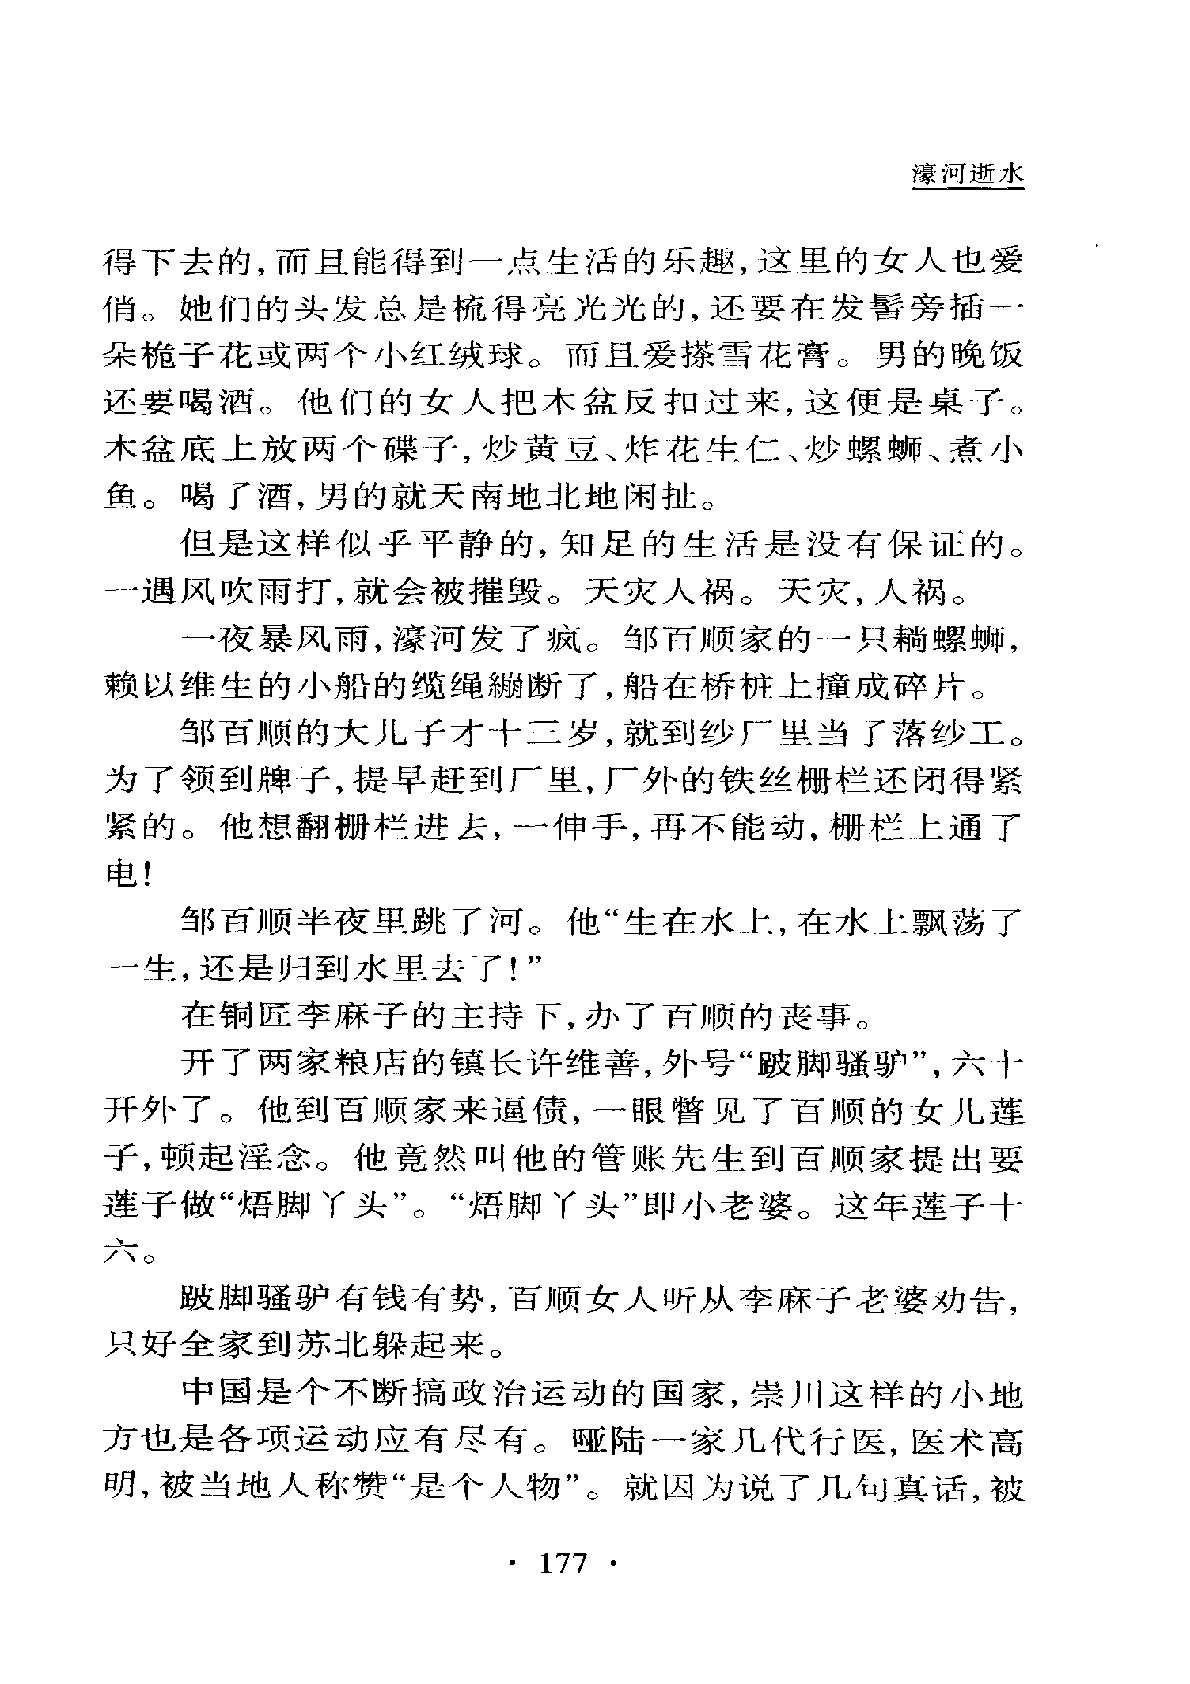 濠河逝水
得下去的,而且能得到一点生活的乐趣,这里的女人也爱
俏。她们的头发总是梳得亮光光的,还要在发髻旁插一
朵桅子花或两个小红绒球。而且爱搽雪花膏。男的晚饭
还要喝酒。他们的女人把木盆反扣过来,这便是桌子。
木盆底上放两个碟子,炒黄豆、炸花生仁、炒螺蛳、煮小
鱼。喝了酒,男的就天南地北地闲扯。
但是这样似乎平静的,知足的生活是没有保证的。
一遇风吹雨打,就会被摧毁。天灾人祸。天灾,人祸。
一夜暴风雨,濠河发了疯。邹百顺家的一只耥螺蛳,
赖以维生的小船的缆绳繃断了,船在桥桩上撞成碎片。
邹百顺的大儿子才十三岁,就到纱厂里当了落纱工。
为了领到牌子,提早赶到厂里,厂外的铁丝栅栏还闭得紧
紧的。他想翻栅栏进去,一伸手,再不能动,栅栏上通了
电!
邹百顺半夜里跳了河。他“生在水上,在水上飘荡了
一生,还是归到水里去了!”
在铜匠李麻子的主持下,办了百顺的丧事。
开了两家粮店的镇长许维善,外号“跛脚骚驴”,六十
开外了。他到百顺家来逼债,一眼瞥见了百顺的女儿莲
子,顿起淫念。他竟然叫他的管账先生到百顺家提出要
莲子做“焐脚丫头”。“焐脚丫头”即小老婆。这年莲子十
六。
跛脚骚驴有钱有势,百顺女人听从李麻子老婆劝告,
只好全家到苏北躲起来。
中国是个不断搞政治运动的国家,崇川这样的小地
方也是各项运动应有尽有。哑陆一家几代行医,医术高
明,被当地人称赞“是个人物”。就因为说了几句真话,被
· 177 ·